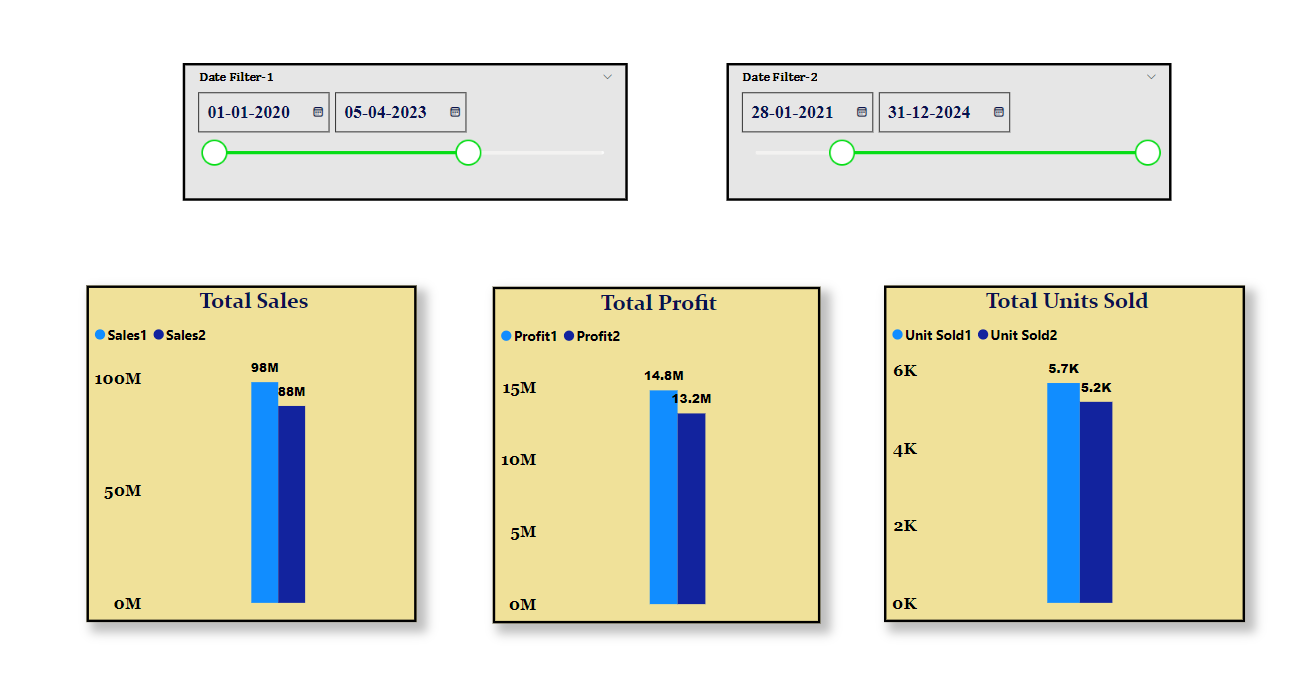 Date Filter-1
01-01-2020 05-04-2023
Date Filter-2
28-01-2021 31-12-2024
Total Sales
Sales1 Sales2
98M
88M
100M
50M
0M
Total Profit
Profit1 Profit2
14.8M
13.2M
15M
10M
5M
0M
Total Units Sold
Unit Sold1 Unit Sold2
5.7K
5.2K
6K
4K
2K
0K